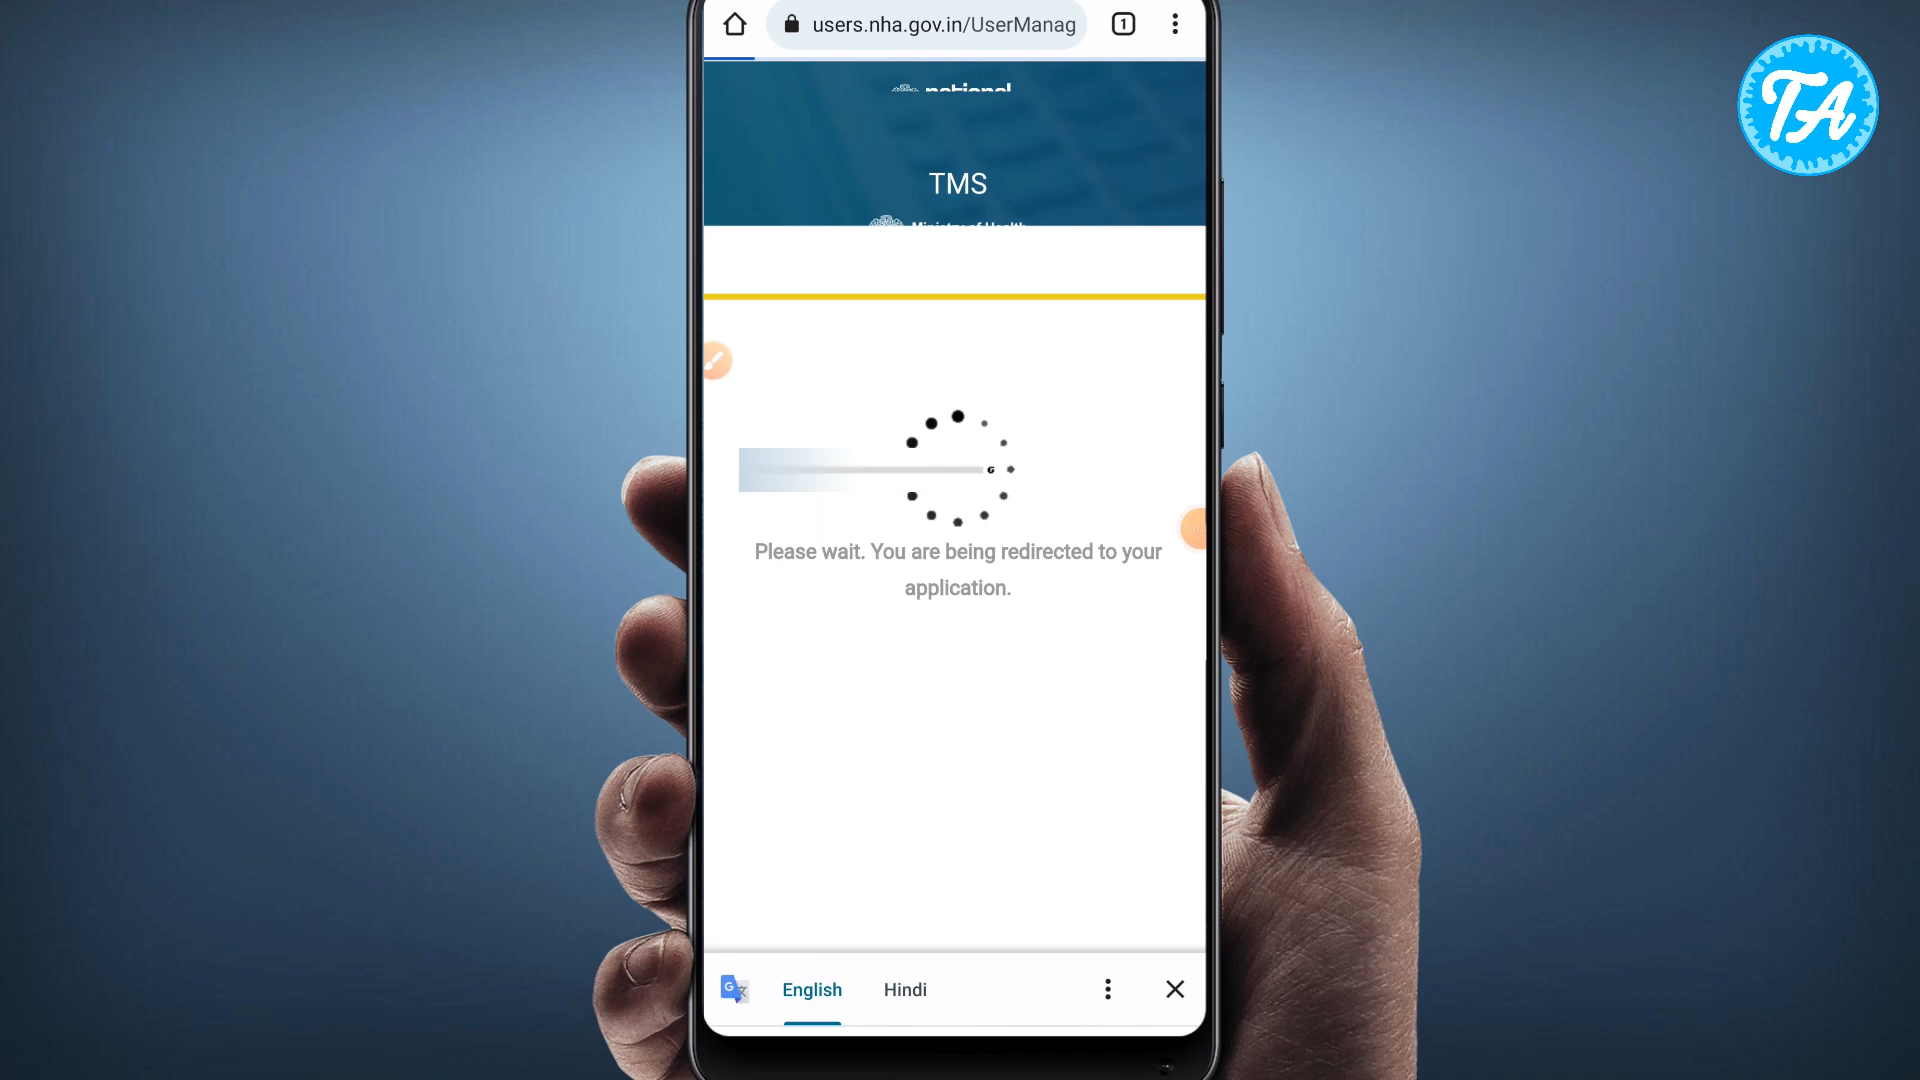 users.nha.gov.in/UserManag
1
TA
national
TMS
Ministry of Health
G
Please wait. You are being redirected to your
application.
English
Hindi